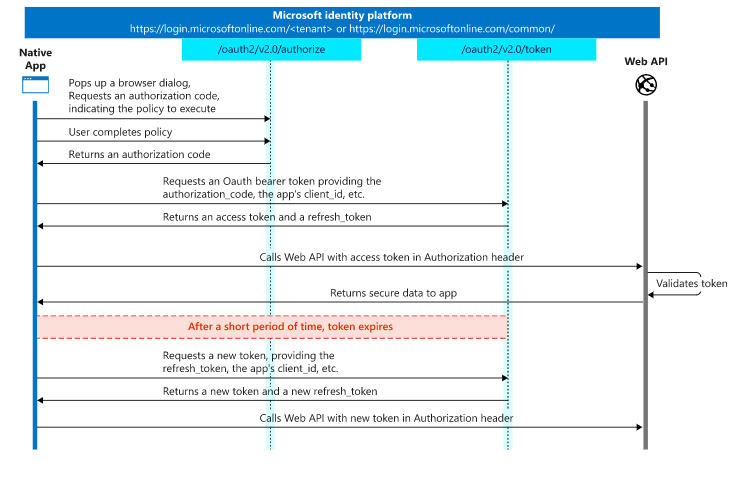 Microsoft identity platform
https://login.microsoftonline.com/<tenant> or https://login.microsoftonline.com/common/
/oauth2/v2.0/authorize
/oauth2/v2.0/token
Native
App
Web API
Pops up a browser dialog,
Requests an authorization code,
indicating the policy to execute
User completes policy
Returns an authorization code
Requests an Oauth bearer token providing the
authorization_code, the app's client_id, etc.
Returns an access token and a refresh_token
Calls Web API with access token in Authorization header
Validates token
Returns secure data to app
After a short period of time, token expires
Requests a new token, providing the
refresh_token, the app's client_id, etc.
Returns a new token and a new refresh_token
Calls Web API with new token in Authorization header